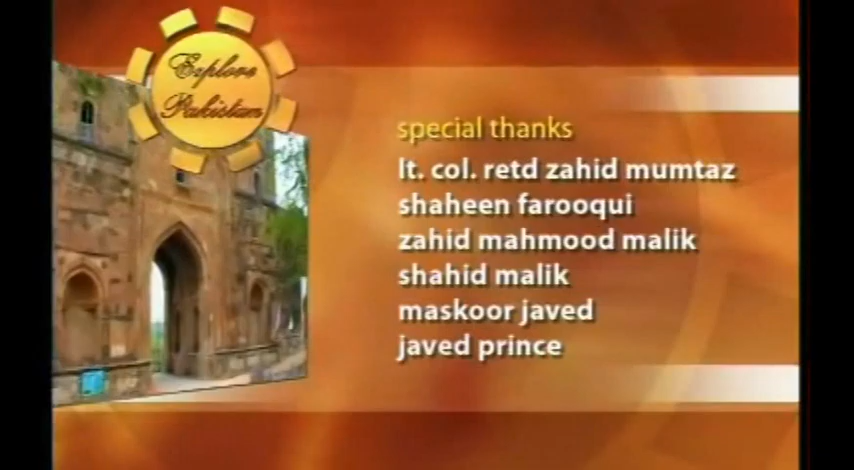 Explore
Pakistan
special thanks
lt. col. retd zahid mumtaz
shaheen farooqui
zahid mahmood malik
shahid malik
maskoor javed
javed prince